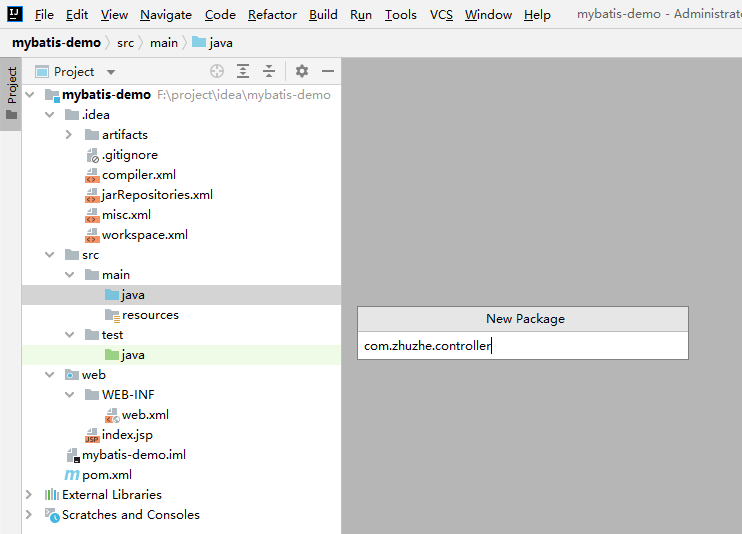 File Edit View Navigate Code Refactor Build Run Tools VCS Window Help mybatis-demo - Administrato
mybatis-demo src main java
Project
Project
mybatis-demo F:\project\idea\mybatis-demo
.idea
artifacts
.gitignore
compiler.xml
jarRepositories.xml
misc.xml
workspace.xml
src
main
java
resources
test
java
web
WEB-INF
web.xml
index.jsp
mybatis-demo.iml
pom.xml
External Libraries
Scratches and Consoles
New Package
com.zhuzhe.controller